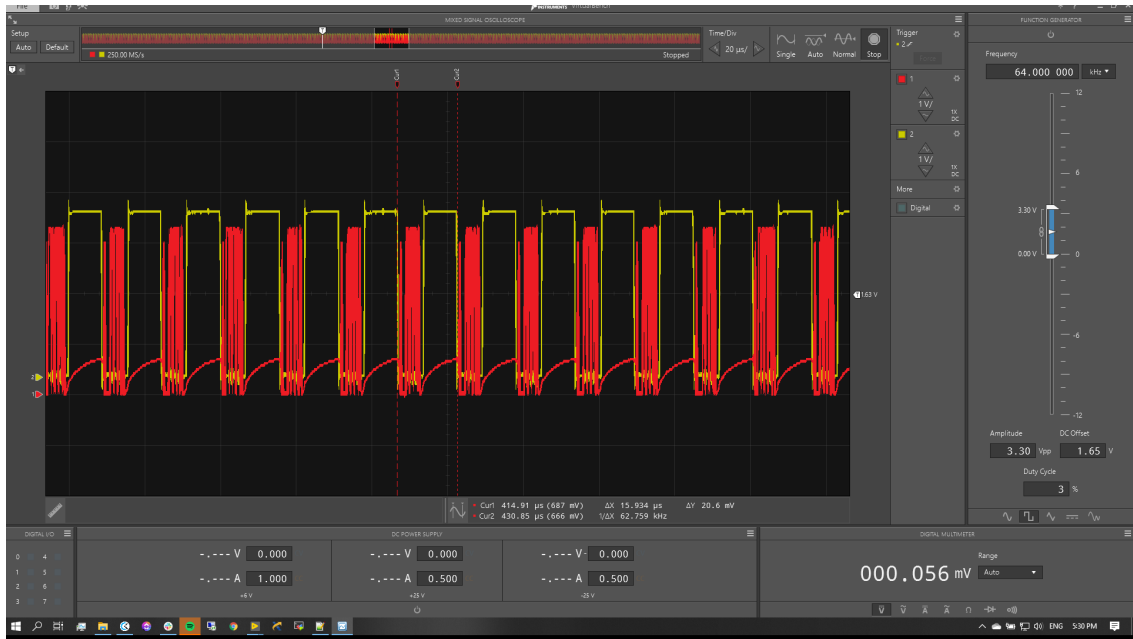 File
INSTRUMENTS VirtualBench
MIXED SIGNAL OSCILLOSCOPE
Setup
Auto Default
250.00 MS/s
Stopped
Time/Div
20 µs/
Single Auto Normal Stop
Trigger
2
1
1 V/
1X
DC
2
1 V/
1X
DC
More
Digital
Cur1
Cur2
T
2
1
T 1.63 V
Cur1 414.91 µs (687 mV) ΔX 15.934 µs ΔY 20.6 mV
Cur2 430.85 µs (666 mV) 1/ΔX 62.759 kHz
FUNCTION GENERATOR
Frequency
64.000 000 kHz
12
6
3.30 V
0.00 V
0
-6
-12
Amplitude DC Offset
3.30 Vpp 1.65 V
Duty Cycle
3 %
DIGITAL I/O
0 4
1 5
2 6
3 7
DC POWER SUPPLY
-.--- V 0.000
-.--- A 1.000
+6 V
-.--- V 0.000
-.--- A 0.500
+25 V
-.--- V- 0.000
-.--- A 0.500
-25 V
DIGITAL MULTIMETER
000.056 mV
Range
Auto
ENG 5:30 PM